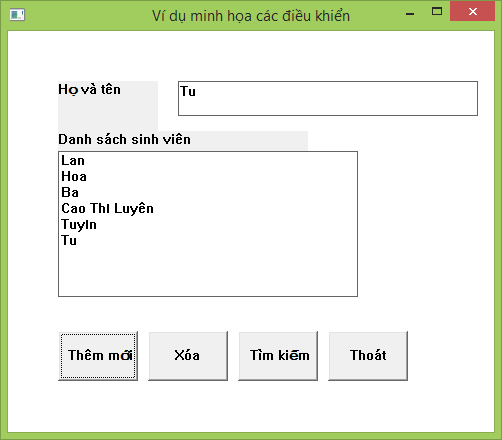 Ví dụ minh họa các điều khiển
Họ và tên
Tu
Danh sách sinh viên
Lan
Hoa
Ba
Cao Thi Luyên
Tuyin
Tu
Thêm mới
Xóa
Tìm kiếm
Thoát